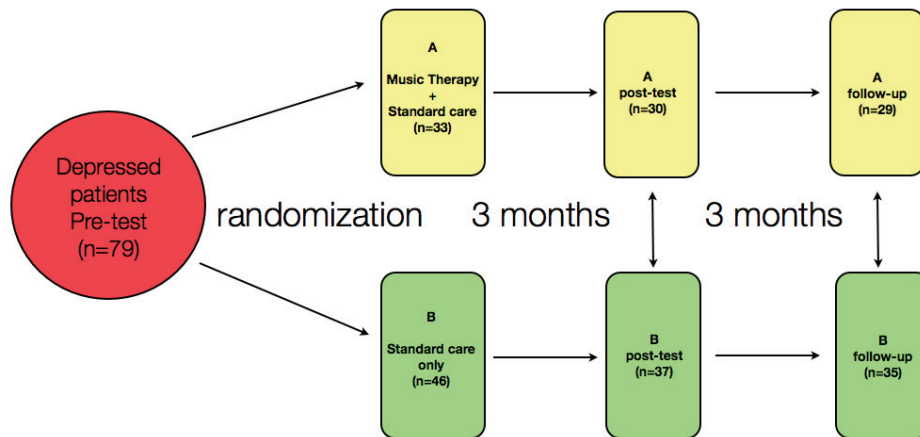 Depressed
patients
Pre-test
(n=79)
randomization
A
Music Therapy
+
Standard care
(n=33)
3 months
A
post-test
(n=30)
3 months
A
follow-up
(n=29)
B
Standard care
only
(n=46)
B
post-test
(n=37)
B
follow-up
(n=35)